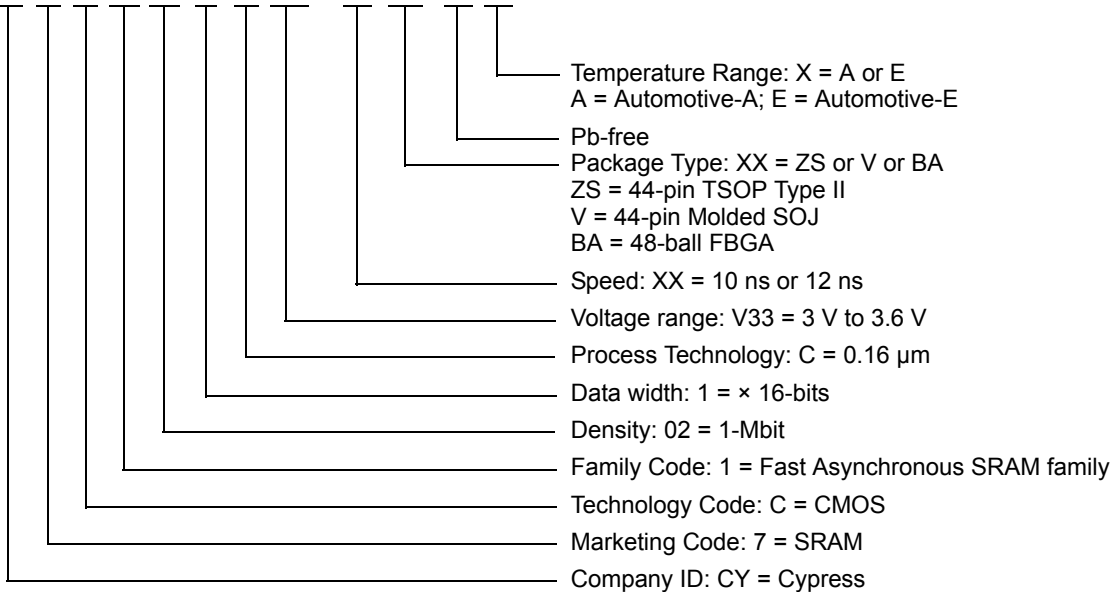 Temperature Range: X = A or E
A = Automotive-A; E = Automotive-E
Pb-free
Package Type: XX = ZS or V or BA
ZS = 44-pin TSOP Type II
V = 44-pin Molded SOJ
BA = 48-ball FBGA
Speed: XX = 10 ns or 12 ns
Voltage range: V33 = 3 V to 3.6 V
Process Technology: C = 0.16 µm
Data width: 1 = × 16-bits
Density: 02 = 1-Mbit
Family Code: 1 = Fast Asynchronous SRAM family
Technology Code: C = CMOS
Marketing Code: 7 = SRAM
Company ID: CY = Cypress